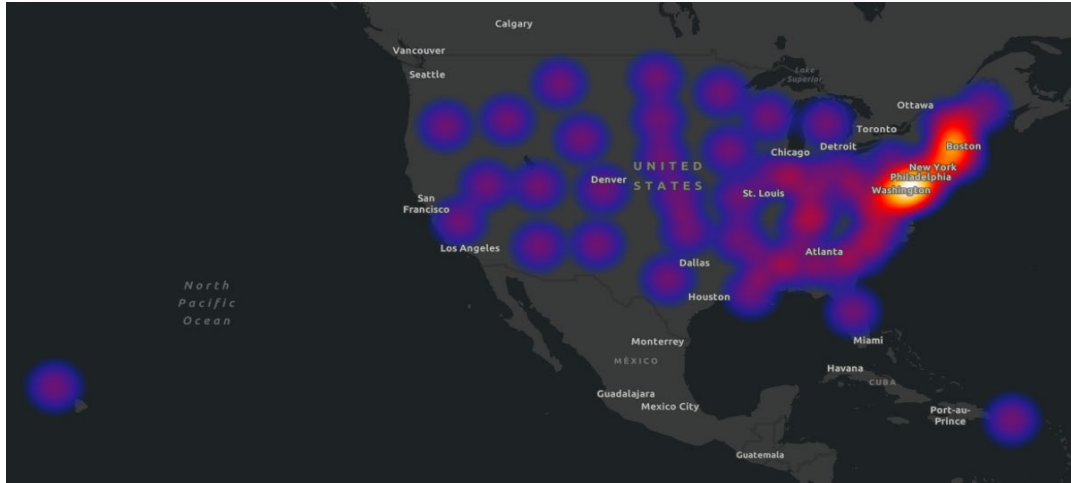 Calgary
Vancouver
Seattle
Lake
Superior
Ottawa
Toronto
Chicago
Detroit
Boston
New York
Philadelphia
Washington
UNITED
STATES
Denver
St. Louis
San
Francisco
Los Angeles
Atlanta
Dallas
Houston
North
Pacific
Ocean
Monterrey
MÉXICO
Miami
Havana
CUBA
Guadalajara
Mexico City
Port-au-
Prince
Guatemala